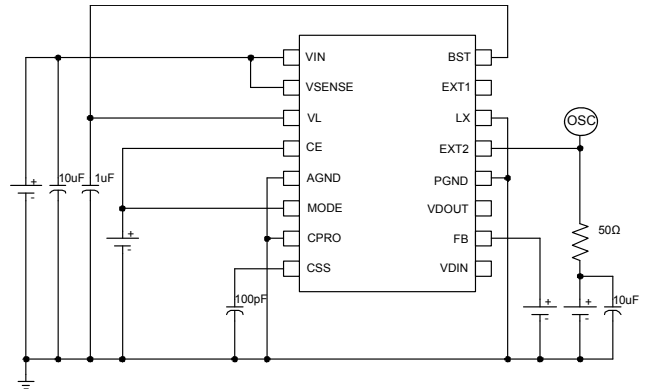 VIN BST
VSENSE EXT1
VL LX
OSC
CE EXT2
AGND PGND
10uF 1uF
MODE VDOUT
50Ω
CPRO FB
CSS VDIN
100pF
10uF
+
-
+
-
+
-
+
-